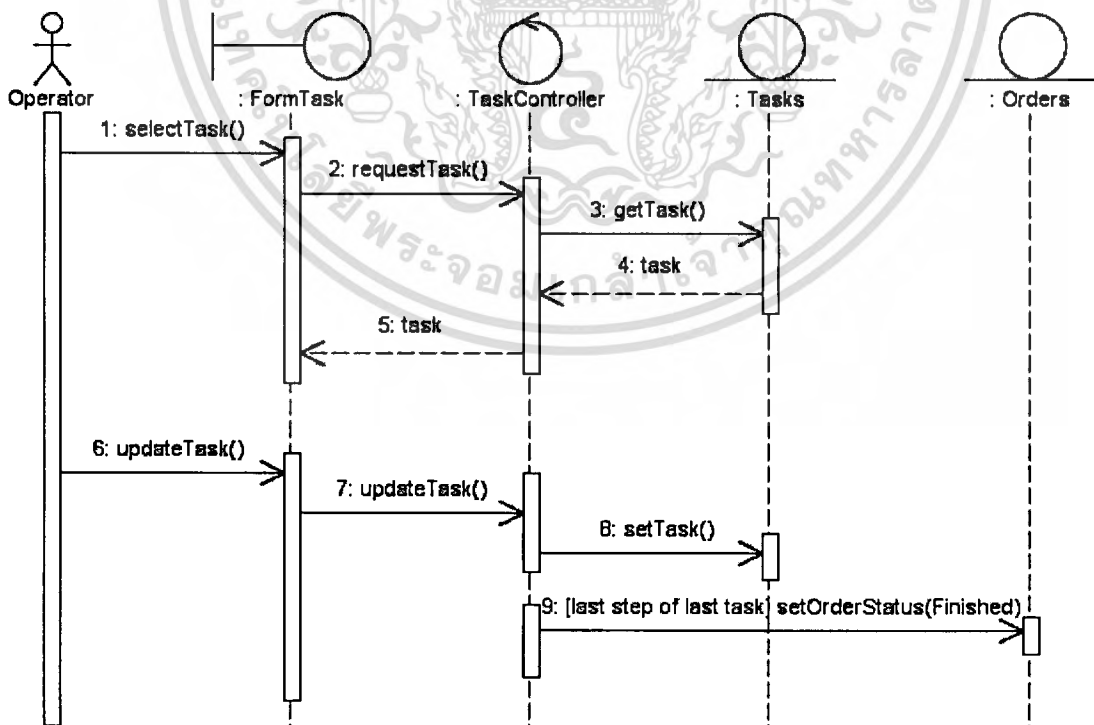 Operator
: FormTask
: TaskController
: Tasks
: Orders
1: selectTask()
2: requestTask()
3: getTask()
4: task
5: task
6: updateTask()
7: updateTask()
8: setTask()
9: [last step of last task] setOrderStatus(Finished)